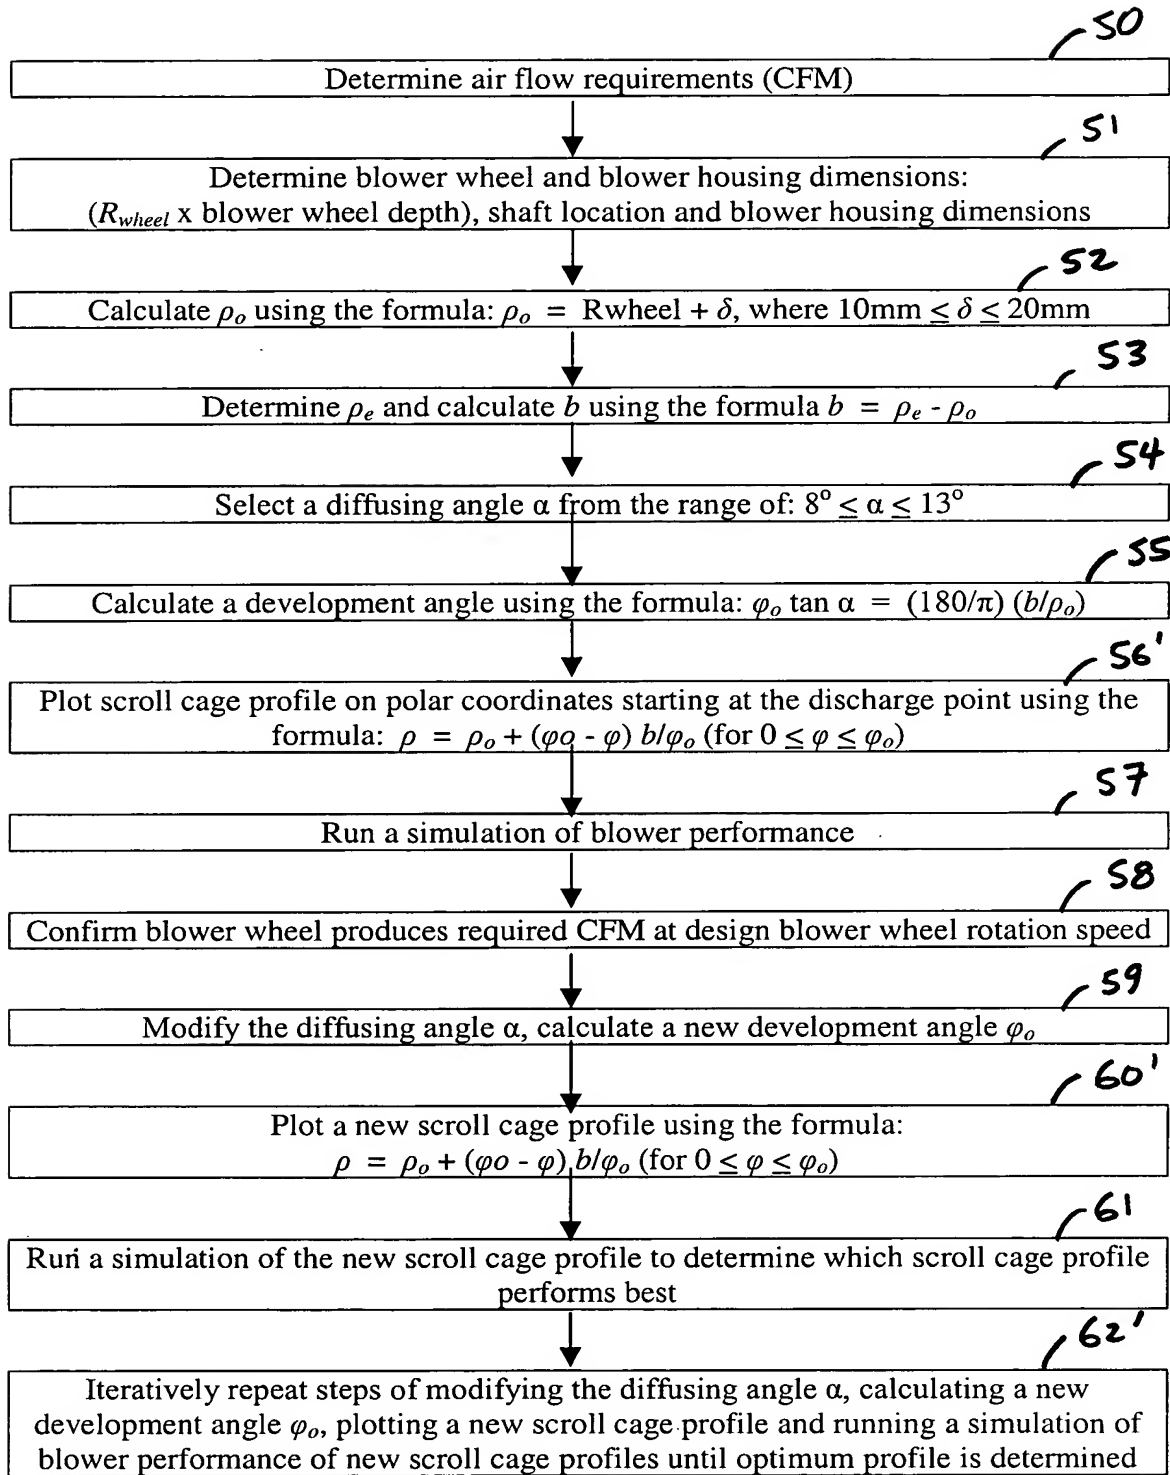 50
Determine air flow requirements (CFM)
51
Determine blower wheel and blower housing dimensions:
(Rwheel x blower wheel depth), shaft location and blower housing dimensions
52
Calculate ρo using the formula: ρo = Rwheel + δ, where 10mm ≤ δ ≤ 20mm
53
Determine ρe and calculate b using the formula b = ρe - ρo
54
Select a diffusing angle α from the range of: 8° ≤ α ≤ 13°
55
Calculate a development angle using the formula: φo tan α = (180/π) (b/ρo)
56'
Plot scroll cage profile on polar coordinates starting at the discharge point using the
formula: ρ = ρo + (φo - φ) b/φo (for 0 ≤ φ ≤ φo)
57
Run a simulation of blower performance
58
Confirm blower wheel produces required CFM at design blower wheel rotation speed
59
Modify the diffusing angle α, calculate a new development angle φo
60'
Plot a new scroll cage profile using the formula:
ρ = ρo + (φo - φ) b/φo (for 0 ≤ φ ≤ φo)
61
Run a simulation of the new scroll cage profile to determine which scroll cage profile
performs best
62'
Iteratively repeat steps of modifying the diffusing angle α, calculating a new
development angle φo, plotting a new scroll cage profile and running a simulation of
blower performance of new scroll cage profiles until optimum profile is determined